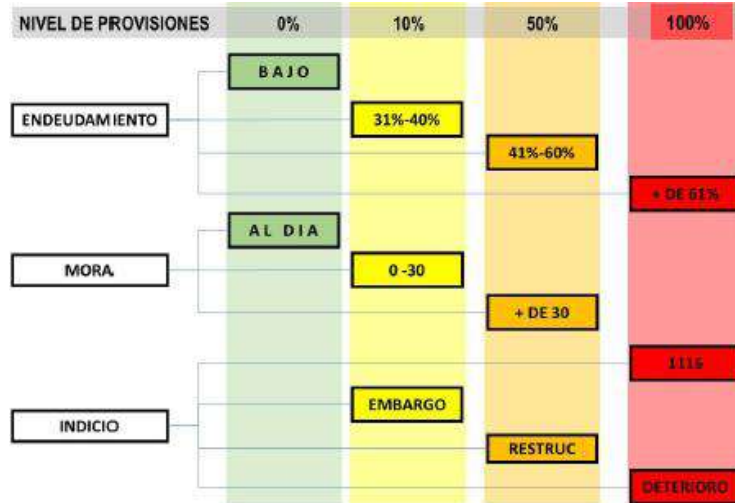 NIVEL DE PROVISIONES 0% 10% 50% 100%
BAJO
ENDEUDAMIENTO 31%-40%
41%-60%
+ DE 61%
AL DIA
MORA 0 -30
+ DE 30
1116
EMBARGO
INDICIO
RESTRUC
DETERIORO